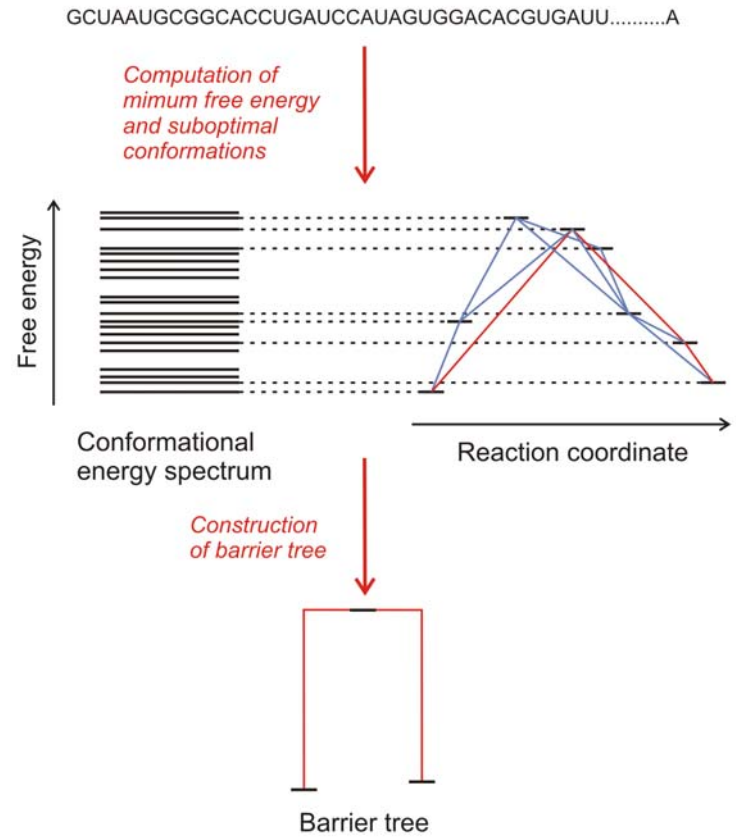 GCUAAUGCGGCACCUGAUCCAUAGUGGACACGUGAUU..........A
Computation of
mimum free energy
and suboptimal
conformations
Free energy
Conformational
energy spectrum
Reaction coordinate
Construction
of barrier tree
Barrier tree